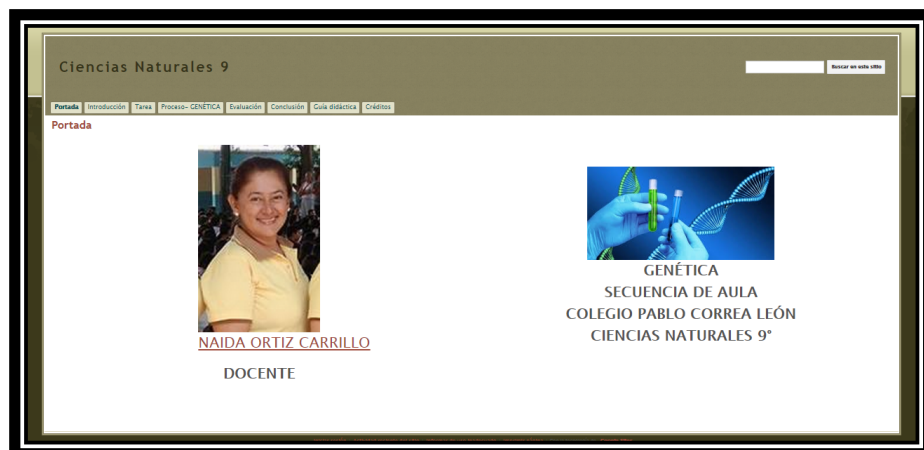 Ciencias Naturales 9
Buscar en este sitio
Portada Introducción Tarea Proceso- GENÉTICA Evaluación Conclusión Guía didáctica Créditos
Portada
NAIDA ORTIZ CARRILLO
DOCENTE
GENÉTICA
SECUENCIA DE AULA
COLEGIO PABLO CORREA LEÓN
CIENCIAS NATURALES 9°